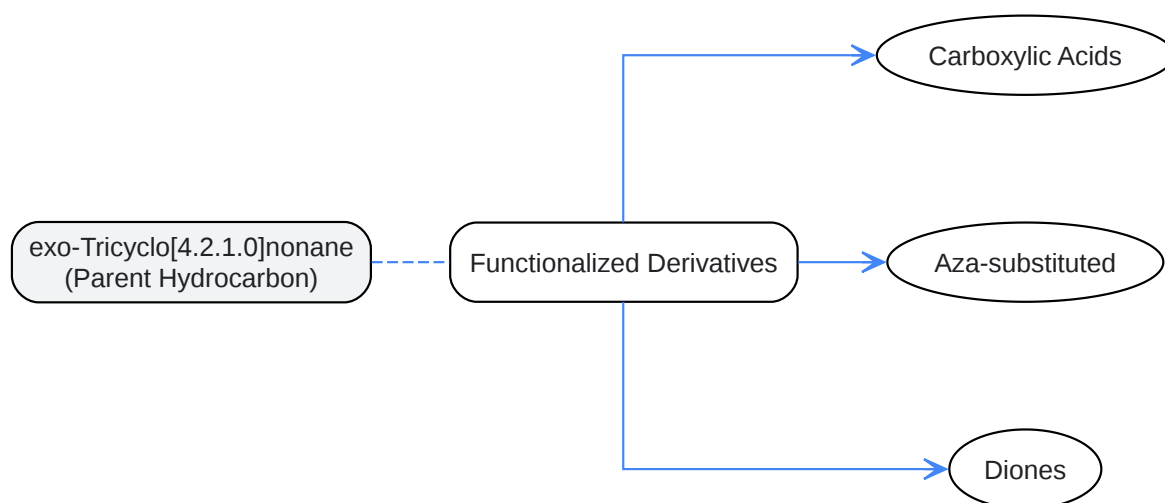 Carboxylic Acids
exo-Tricyclo[4.2.1.0]nonane
(Parent Hydrocarbon)
Functionalized Derivatives
Aza-substituted
Diones